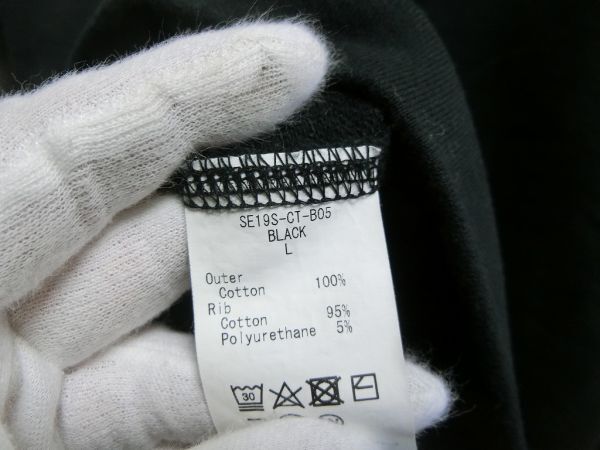 SE19S-CT-B05
BLACK
L
Outer
Cotton 100%
Rib
Cotton 95%
Polyurethane 5%
30